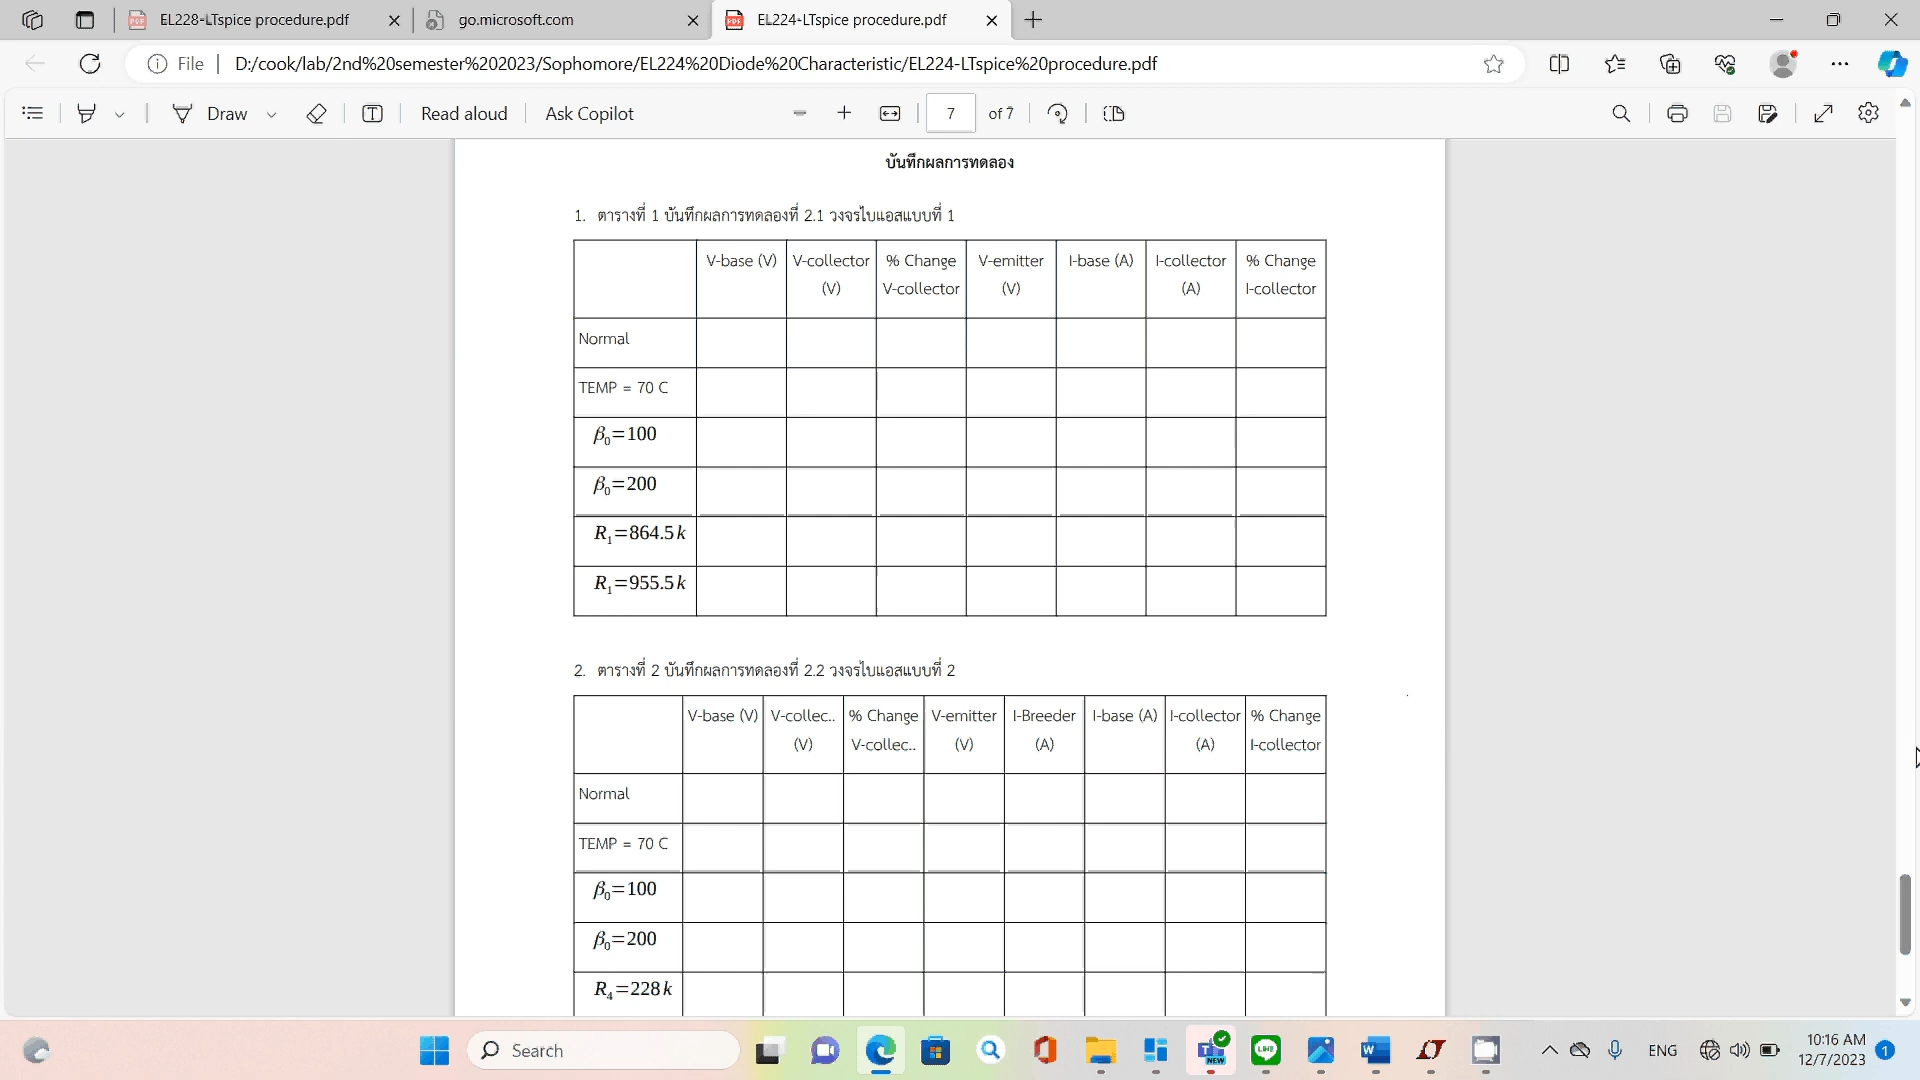 EL228-LTspice procedure.pdf
go.microsoft.com
EL224-LTspice procedure.pdf
File
D:/cook/lab/2nd%20semester%202023/Sophomore/EL224%20Diode%20Characteristic/EL224-LTspice%20procedure.pdf
Draw
Read aloud
Ask Copilot
7 of 7
บันทึกผลการทดลอง
1. ตารางที่ 1 บันทึกผลการทดลองที่ 2.1 วงจรไบแอสแบบที่ 1
V-base (V) V-collector % Change V-emitter I-base (A) I-collector % Change
(V) V-collector (V) (A) I-collector
Normal
TEMP = 70 C
β₀=100
β₀=200
R₁=864.5 k
R₁=955.5 k
2. ตารางที่ 2 บันทึกผลการทดลองที่ 2.2 วงจรไบแอสแบบที่ 2
V-base (V) V-collec.. % Change V-emitter I-Breeder I-base (A) I-collector % Change
(V) V-collec.. (V) (A) (A) I-collector
Normal
TEMP = 70 C
β₀=100
β₀=200
R₄=228 k
Search
NEW
LINE
ENG
10:16 AM
12/7/2023
1